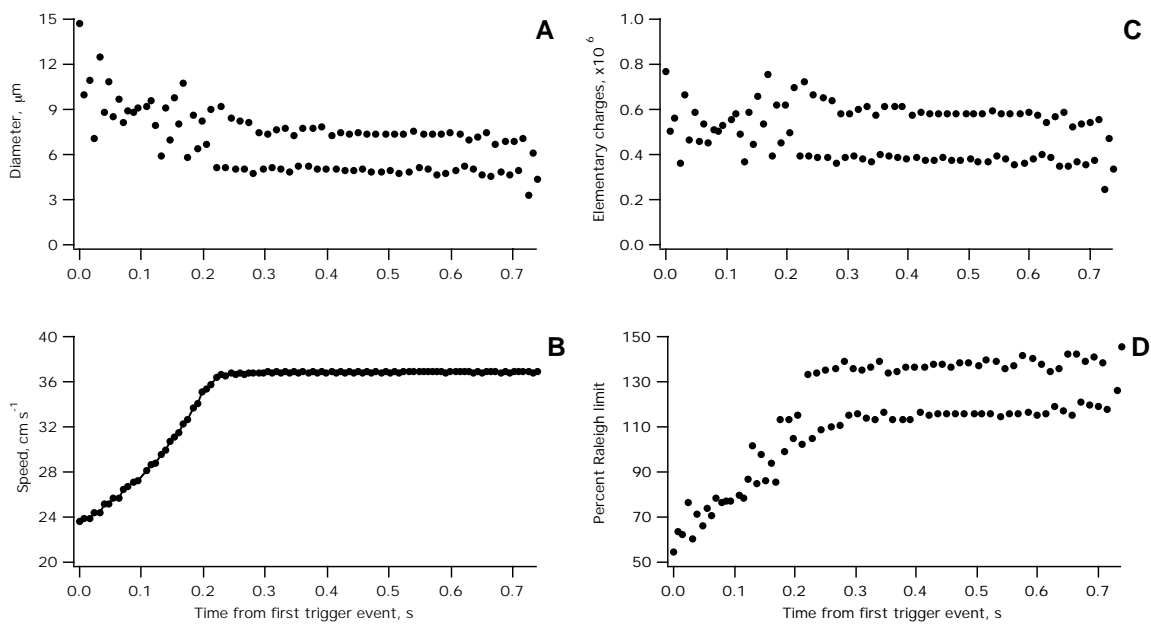 A
15
12
9
6
3
0
Diameter, μm
0.0 0.1 0.2 0.3 0.4 0.5 0.6 0.7
C
1.0
0.8
0.6
0.4
0.2
0.0
Elementary charges, x10 6
0.0 0.1 0.2 0.3 0.4 0.5 0.6 0.7
B
40
36
32
28
24
20
Speed, cm s-1
0.0 0.1 0.2 0.3 0.4 0.5 0.6 0.7
Time from first trigger event, s
D
150
130
110
90
70
50
Percent Raleigh limit
0.0 0.1 0.2 0.3 0.4 0.5 0.6 0.7
Time from first trigger event, s